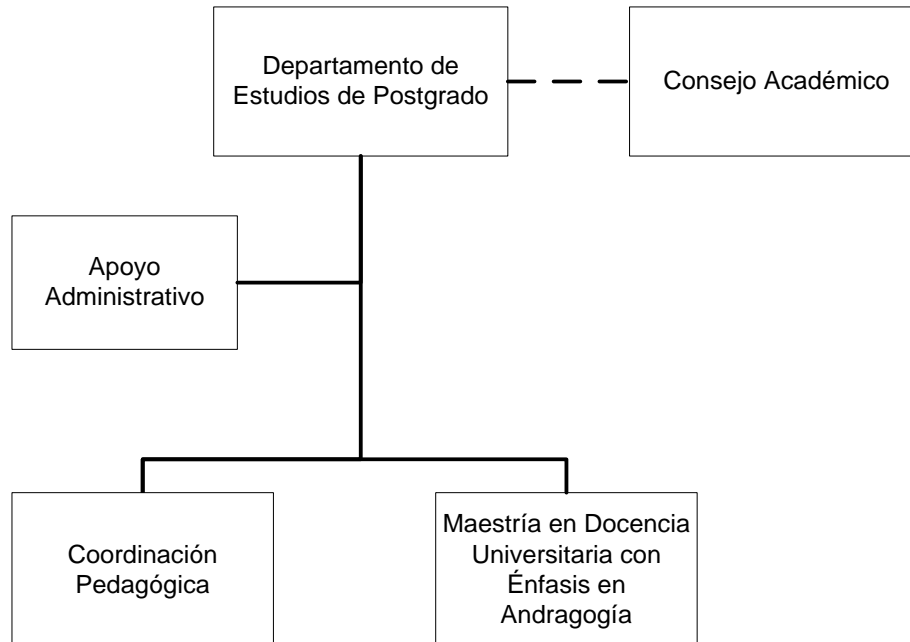 Departamento de
Estudios de Postgrado
Consejo Académico
Apoyo
Administrativo
Coordinación
Pedagógica
Maestría en Docencia
Universitaria con
Énfasis en
Andragogía